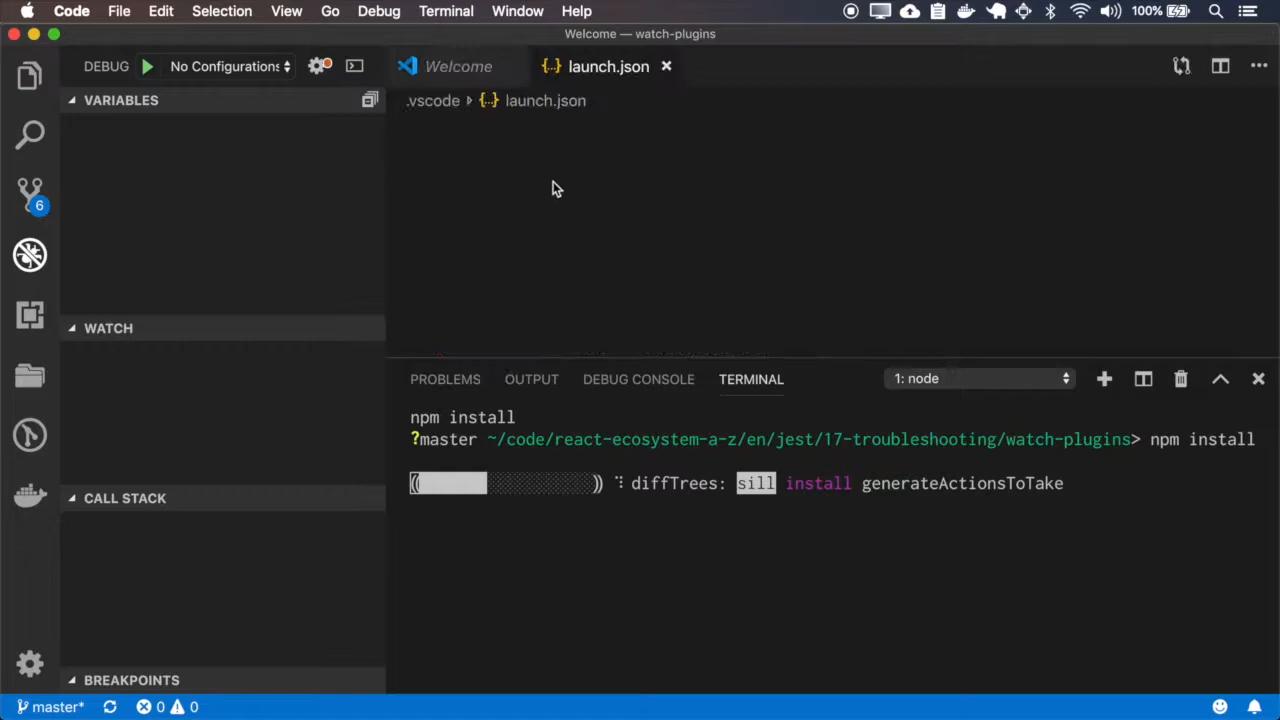 Code File Edit Selection View Go Debug Terminal Window Help 100%
Welcome — watch-plugins
DEBUG No Configurations
Welcome
launch.json
VARIABLES
.vscode launch.json
6
WATCH
CALL STACK
BREAKPOINTS
PROBLEMS OUTPUT DEBUG CONSOLE TERMINAL 1: node
npm install
?master ~/code/react-ecosystem-a-z/en/jest/17-troubleshooting/watch-plugins> npm install
diffTrees: sill install generateActionsToTake
master* 0 0